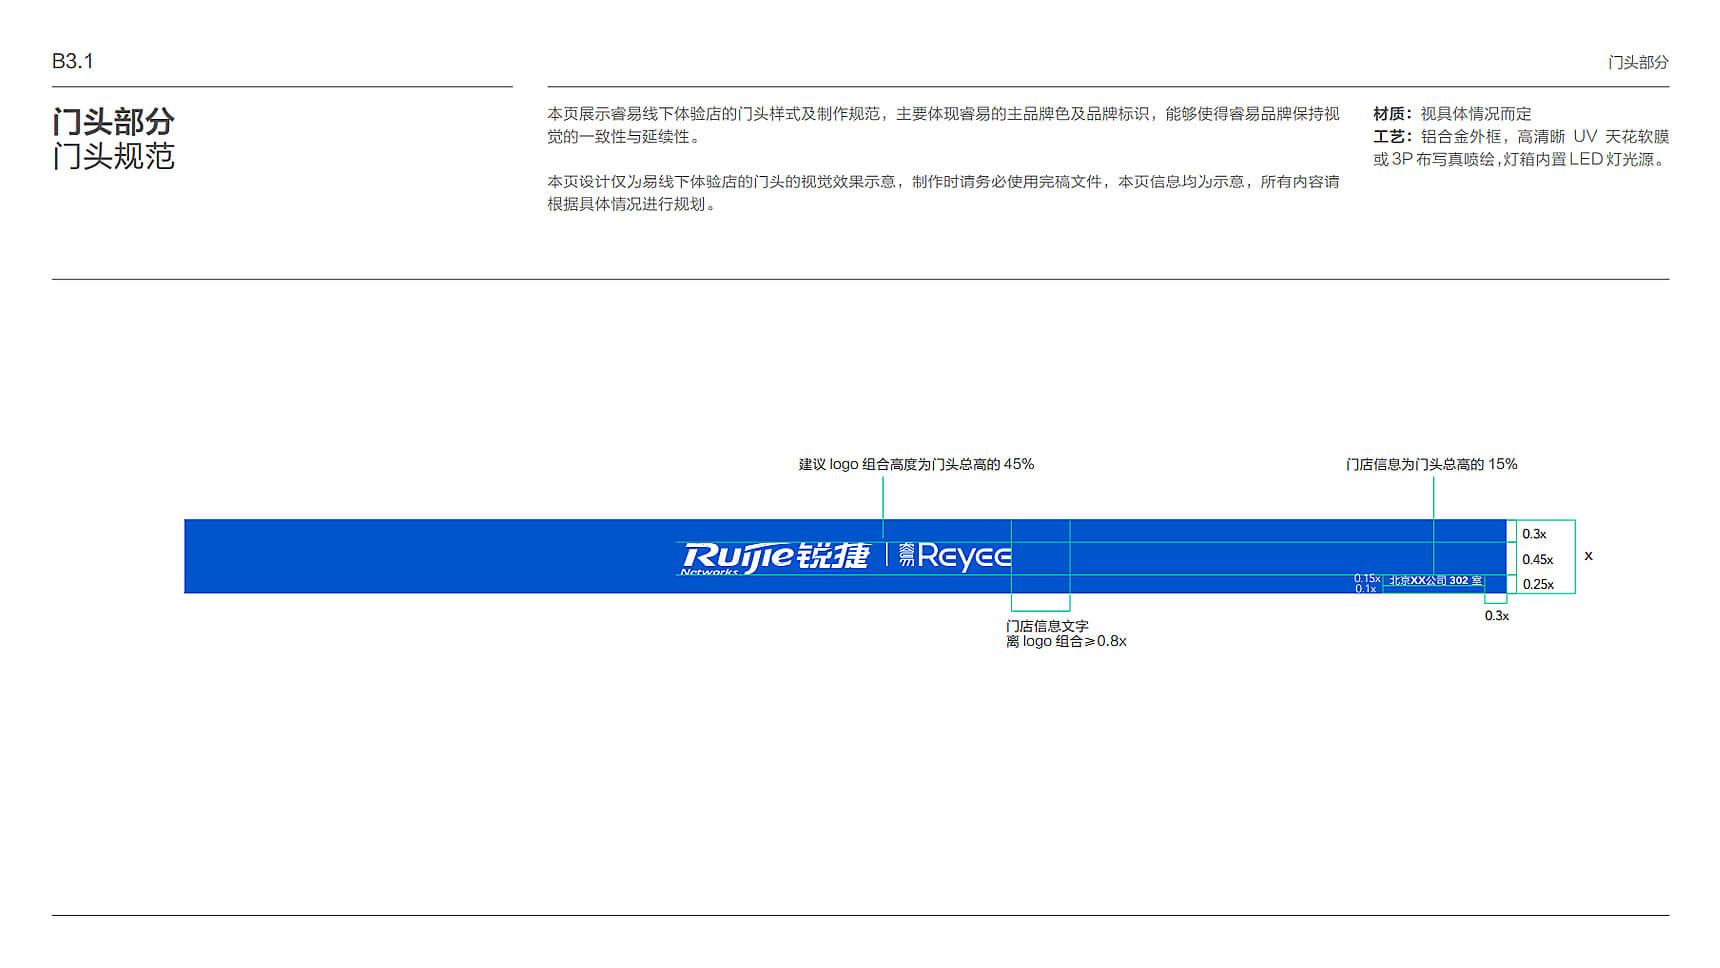 B3.1
门头部分
门头部分
门头规范
本页展示睿易线下体验店的门头样式及制作规范，主要体现睿易的主品牌色及品牌标识，能够使得睿易品牌保持视
觉的一致性与延续性。
本页设计仅为易线下体验店的门头的视觉效果示意，制作时请务必使用完稿文件，本页信息均为示意，所有内容请
根据具体情况进行规划。
材质：视具体情况而定
工艺：铝合金外框，高清晰 UV 天花软膜
或 3P 布写真喷绘,灯箱内置 LED 灯光源。
建议 logo 组合高度为门头总高的 45%
门店信息为门头总高的 15%
Ruijie 锐捷
Networks
睿易 Reyee
0.15x
0.1x
北京XX公司 302 室
0.3x
0.45x
0.25x
x
0.3x
门店信息文字
离 logo 组合≥0.8x